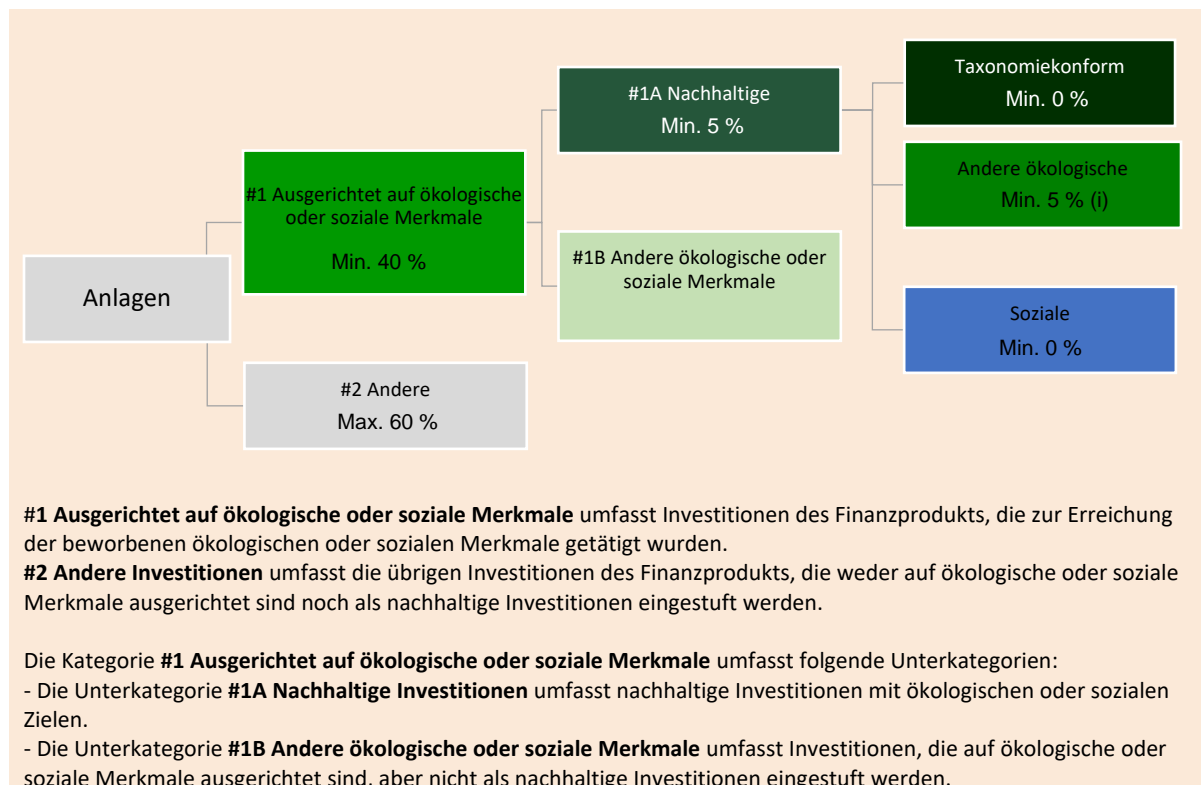 Anlagen
#1 Ausgerichtet auf ökologische
oder soziale Merkmale
Min. 40 %
#2 Andere
Max. 60 %
#1A Nachhaltige
Min. 5 %
#1B Andere ökologische oder
soziale Merkmale
Taxonomiekonform
Min. 0 %
Andere ökologische
Min. 5 % (i)
Soziale
Min. 0 %
#1 Ausgerichtet auf ökologische oder soziale Merkmale umfasst Investitionen des Finanzprodukts, die zur Erreichung
der beworbenen ökologischen oder sozialen Merkmale getätigt wurden.
#2 Andere Investitionen umfasst die übrigen Investitionen des Finanzprodukts, die weder auf ökologische oder soziale
Merkmale ausgerichtet sind noch als nachhaltige Investitionen eingestuft werden.
Die Kategorie #1 Ausgerichtet auf ökologische oder soziale Merkmale umfasst folgende Unterkategorien:
- Die Unterkategorie #1A Nachhaltige Investitionen umfasst nachhaltige Investitionen mit ökologischen oder sozialen
Zielen.
- Die Unterkategorie #1B Andere ökologische oder soziale Merkmale umfasst Investitionen, die auf ökologische oder
soziale Merkmale ausgerichtet sind, aber nicht als nachhaltige Investitionen eingestuft werden.